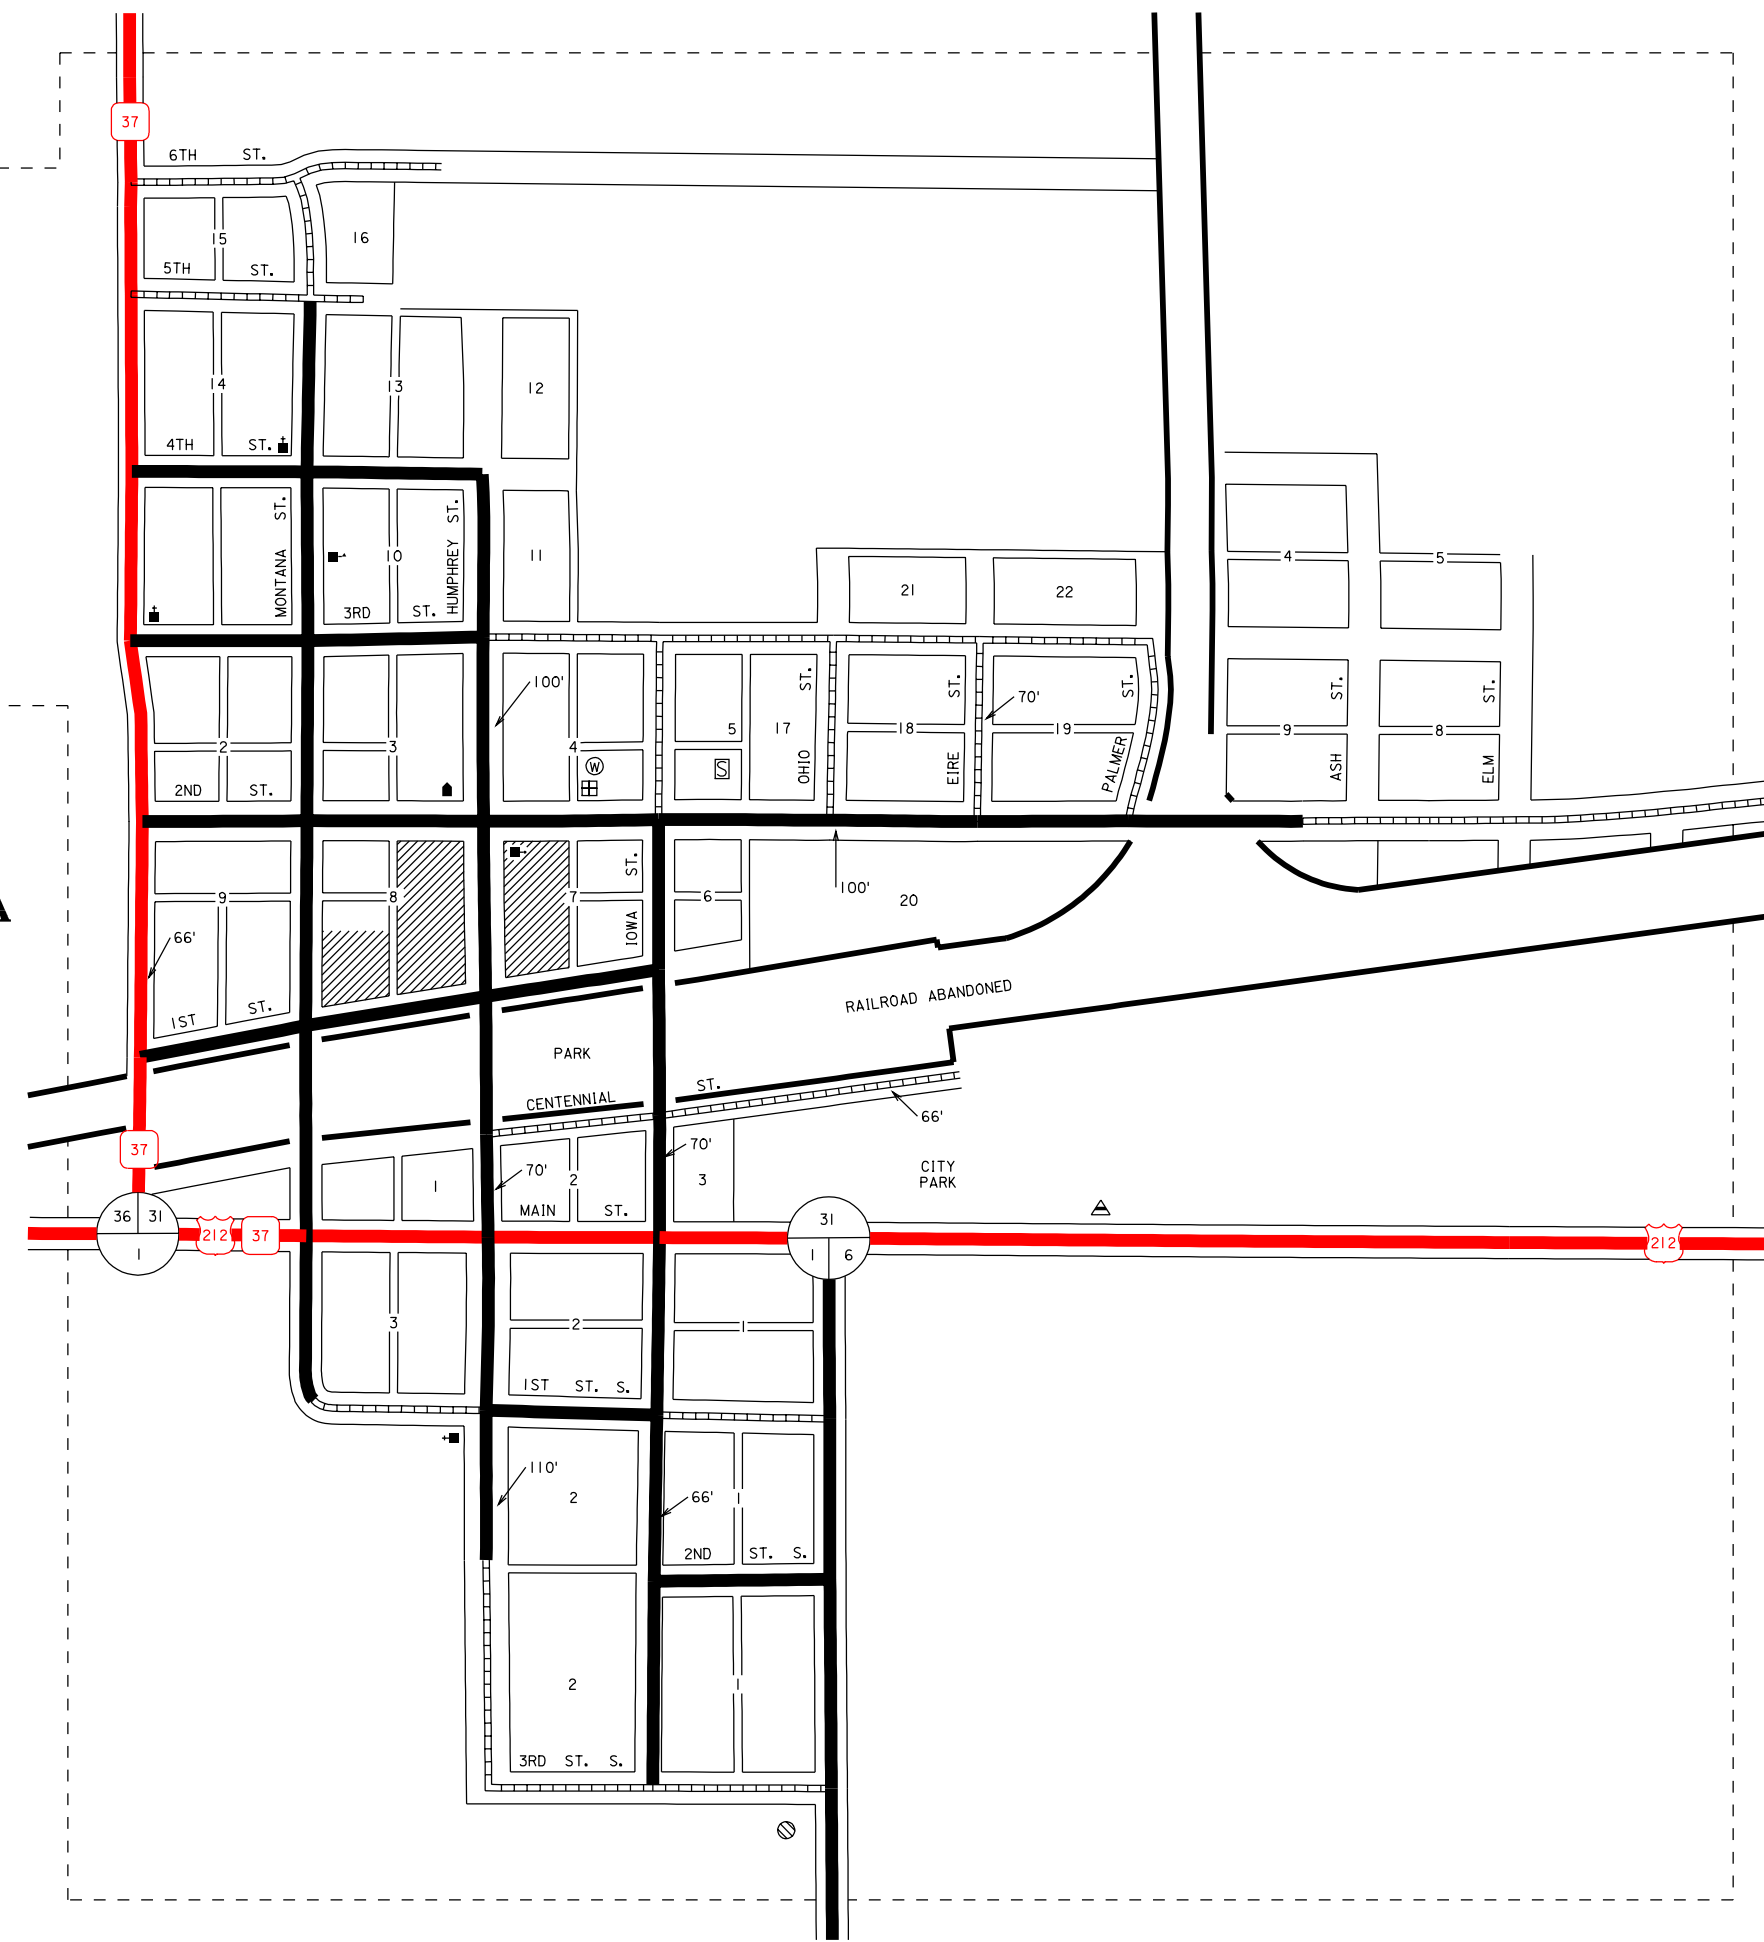 37
6TH ST.
15
16
5TH ST.
14
13
12
4TH ST.
MONTANA ST.
10
HUMPHREY ST.
11
3RD ST.
21
22
4
5
100'
70'
2
3
4
W
5
S
17
OHIO ST.
18
EIRE ST.
19
PALMER ST.
9
ASH ST.
8
ELM ST.
2ND ST.
A
9
8
7
IOWA ST.
6
100'
20
66'
1ST ST.
RAILROAD ABANDONED
PARK
CENTENNIAL ST.
66'
37
1
70'
2
70'
3
CITY
PARK
MAIN ST.
36 31
1
212
37
31
1 6
212
3
2
1
1ST ST. S.
110'
2
66'
1
2ND ST. S.
2
1
3RD ST. S.